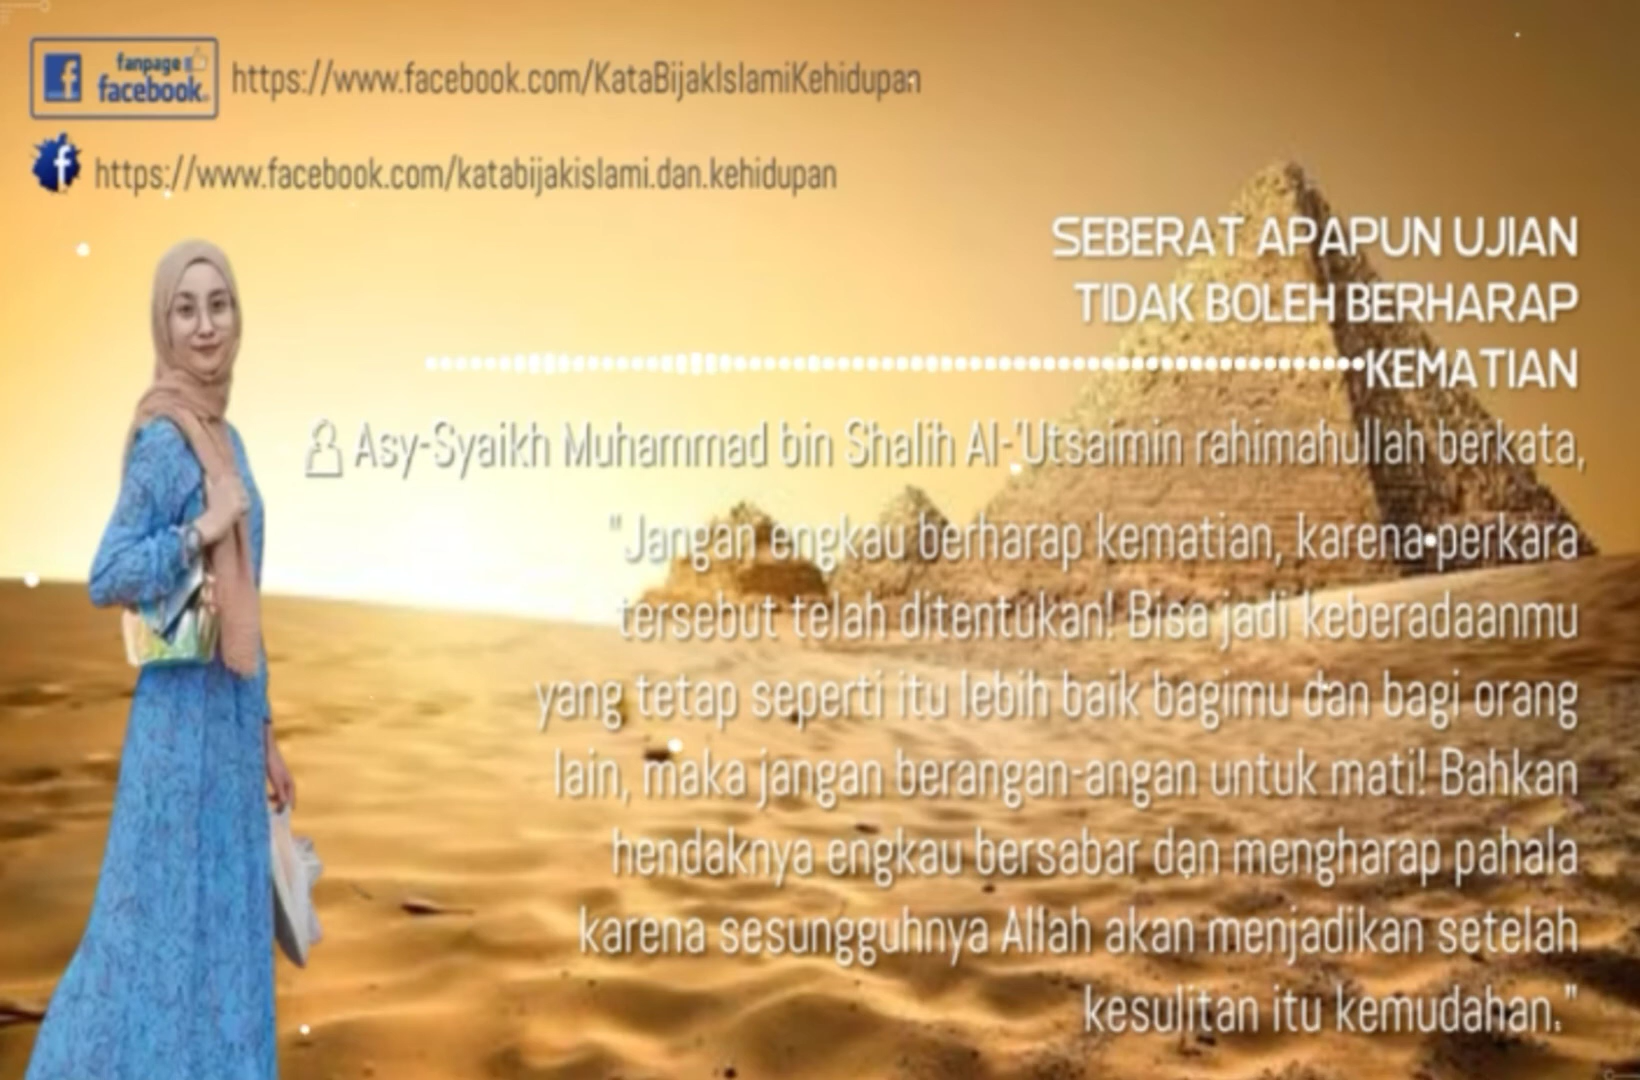 fanpage
facebook
https://www.facebook.com/KataBijakIslamiKehidupan
https://www.facebook.com/katabijakislami.dan.kehidupan
SEBERAT APAPUN UJIAN
TIDAK BOLEH BERHARAP
KEMATIAN
Asy-Syaikh Muhammad bin Shalih Al-'Utsaimin rahimahullah berkata,
"Jangan engkau berharap kematian, karena perkara
tersebut telah ditentukan! Bisa jadi keberadaanmu
yang tetap seperti itu lebih baik bagimu dan bagi orang
lain, maka jangan berangan-angan untuk mati! Bahkan
hendaknya engkau bersabar dan mengharap pahala
karena sesungguhnya Allah akan menjadikan setelah
kesulitan itu kemudahan."